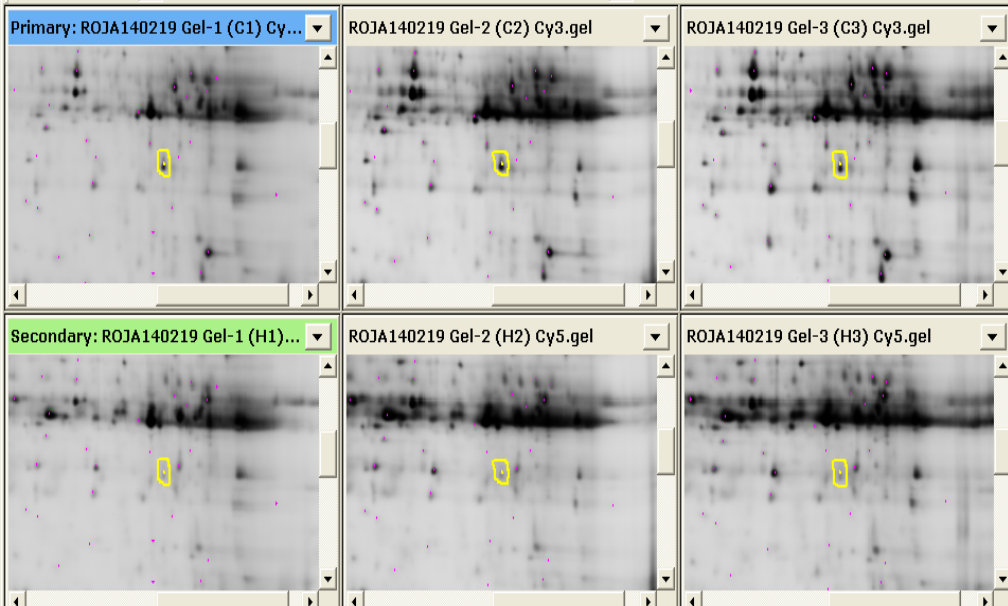 Primary: ROJA140219 Gel-1 (C1) Cy...
ROJA140219 Gel-2 (C2) Cy3.gel
ROJA140219 Gel-3 (C3) Cy3.gel
Secondary: ROJA140219 Gel-1 (H1)...
ROJA140219 Gel-2 (H2) Cy5.gel
ROJA140219 Gel-3 (H3) Cy5.gel